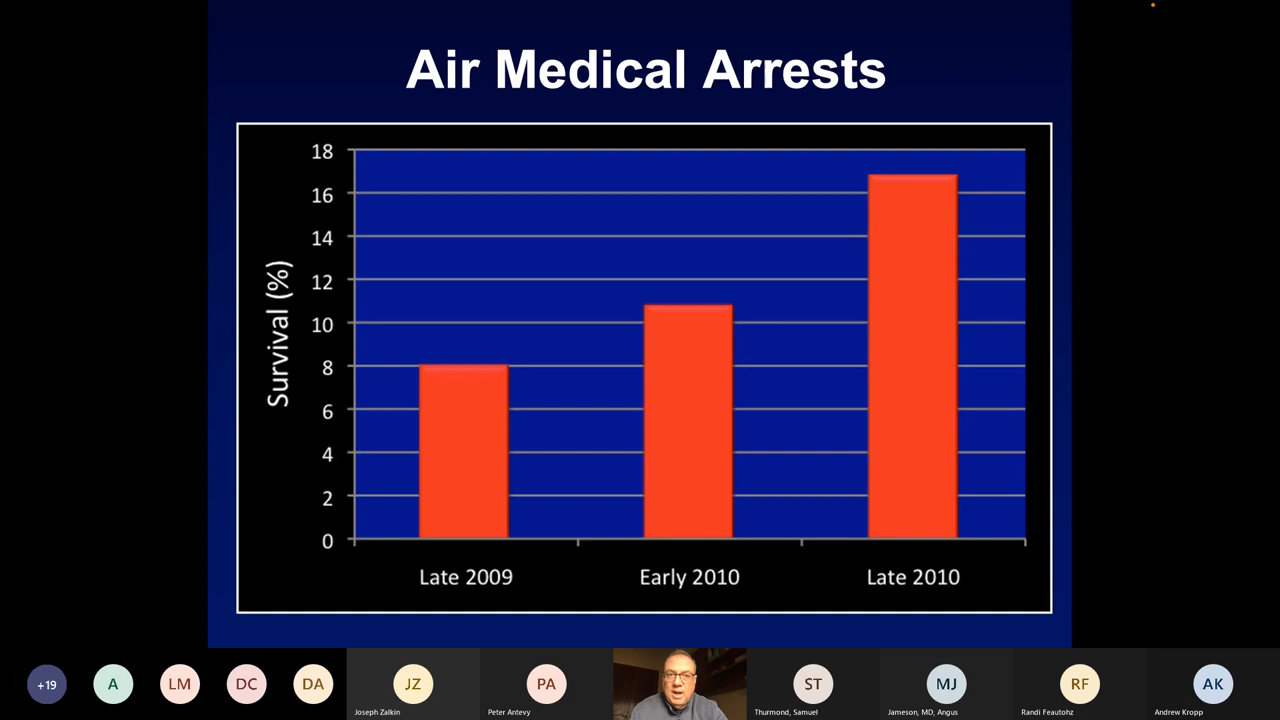 Air Medical Arrests
18
16
14
12
10
8
6
4
2
0
Survival (%)
Late 2009
Early 2010
Late 2010
+19
A
LM
DC
DA
JZ
Joseph Zalkin
PA
Peter Antevy
ST
Thurmond, Samuel
MJ
Jameson, MD, Angus
RF
Randi Feautohz
AK
Andrew Kropp